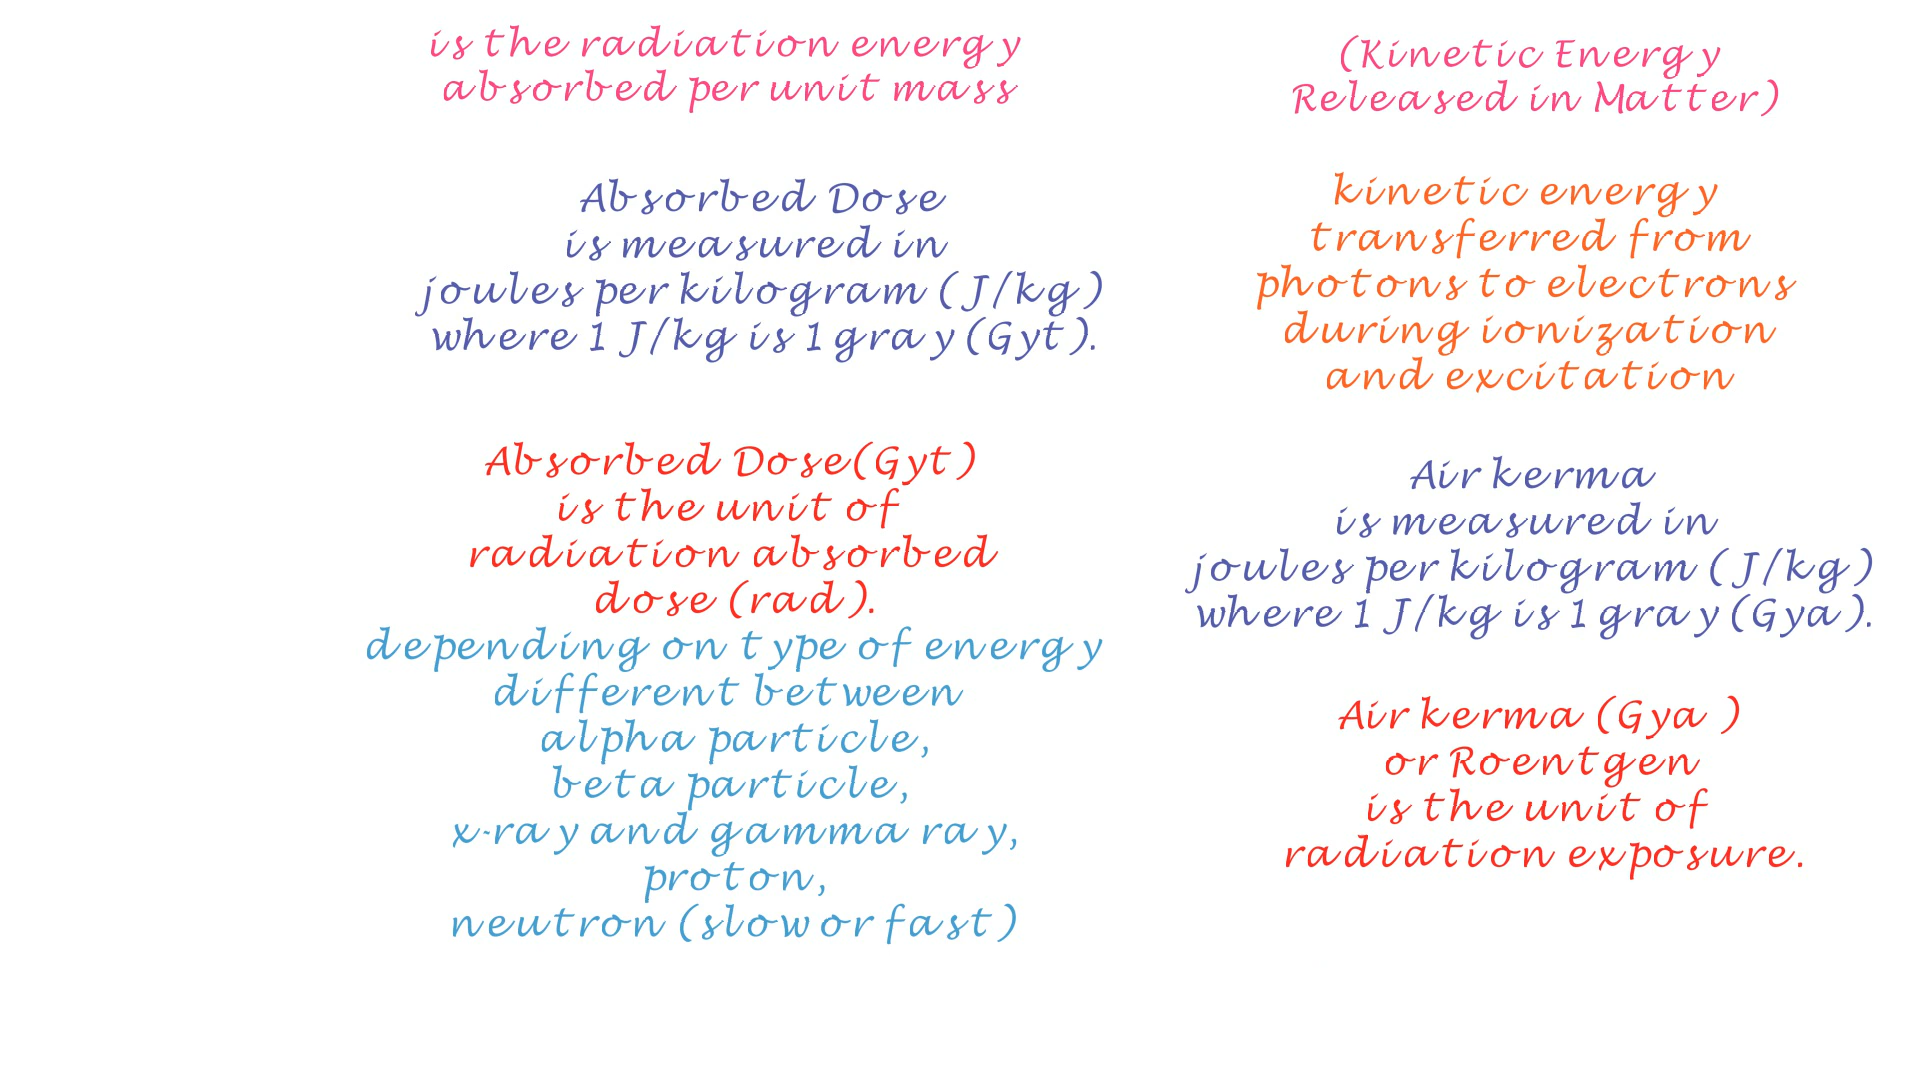 is the radiation energy
absorbed per unit mass
Absorbed Dose
is measured in
joules per kilogram (J/kg)
where 1 J/kg is 1gray(Gyt).
Absorbed Dose(Gyt)
is the unit of
radiation absorbed
dose (rad).
depending on type of energy
different between
alpha particle,
beta particle,
x-ray and gamma ray,
proton,
neutron (slow or fast)
(Kinetic Energy
Released in Matter)
kinetic energy
transferred from
photons to electrons
during ionization
and excitation
Air kerma
is measured in
joules per kilogram (J/kg)
where 1 J/kg is 1gray(Gya).
Air kerma (Gya )
or Roentgen
is the unit of
radiation exposure.